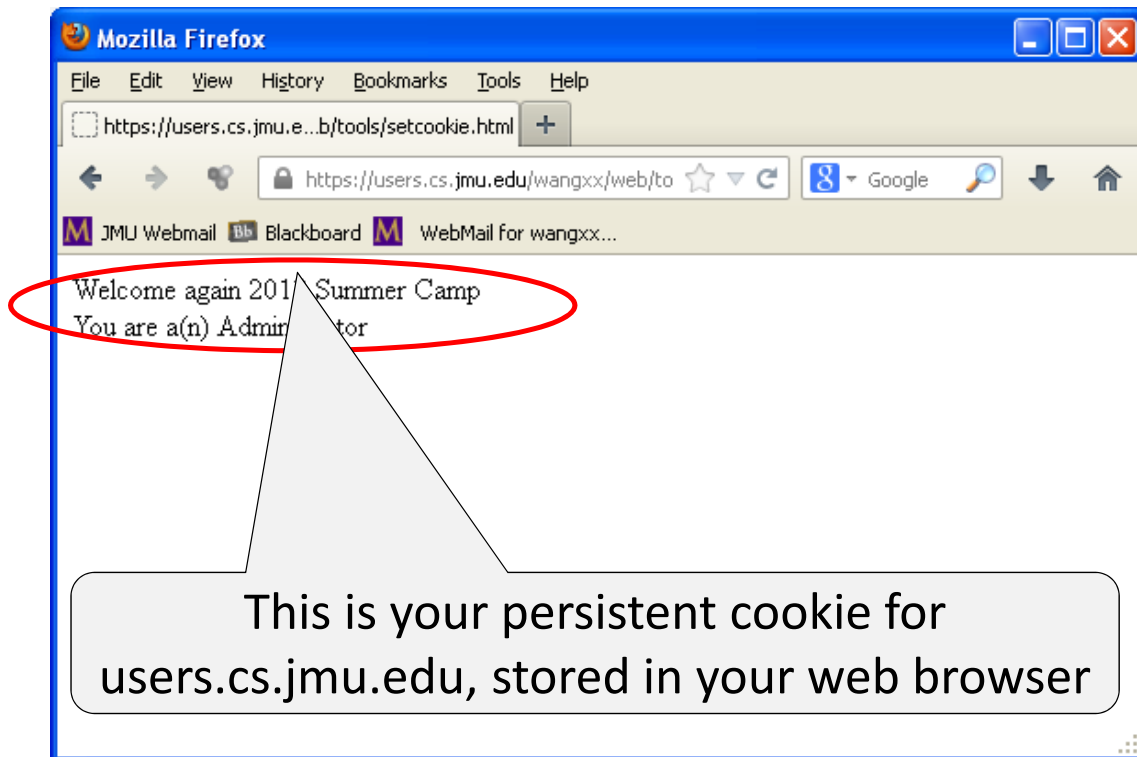 Mozilla Firefox
File Edit View History Bookmarks Tools Help
https://users.cs.jmu.e...b/tools/setcookie.html +
https://users.cs.jmu.edu/wangxx/web/to 8 Google
M JMU Webmail Bb Blackboard M WebMail for wangxx...
Welcome again Summer Camp
You are a(n)
This is your persistent cookie for
users.cs.jmu.edu, stored in your web browser